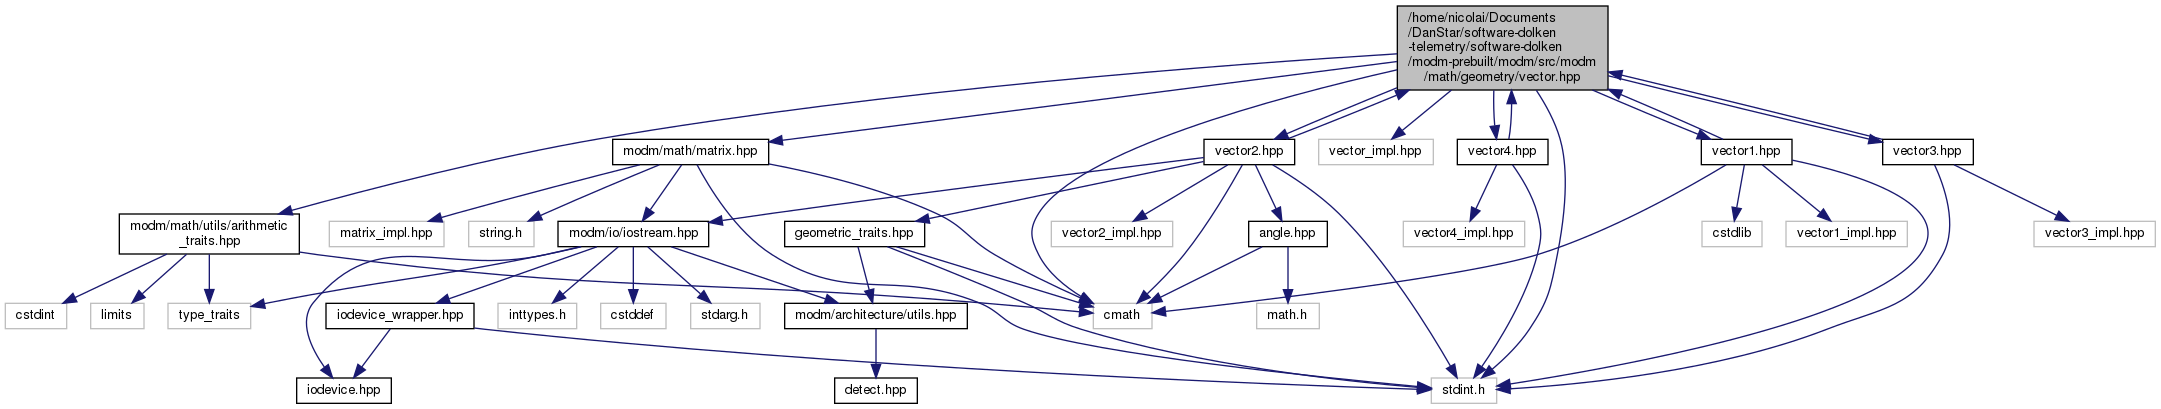 /home/nicolai/Documents
/DanStar/software-dolken
-telemetry/software-dolken
/modm-prebuilt/modm/src/modm
/math/geometry/vector.hpp
modm/math/matrix.hpp
vector2.hpp
vector_impl.hpp
vector4.hpp
vector1.hpp
vector3.hpp
modm/math/utils/arithmetic
_traits.hpp
matrix_impl.hpp
string.h
modm/io/iostream.hpp
geometric_traits.hpp
vector2_impl.hpp
angle.hpp
vector4_impl.hpp
cstdlib
vector1_impl.hpp
vector3_impl.hpp
cstdint
limits
type_traits
iodevice_wrapper.hpp
inttypes.h
cstddef
stdarg.h
modm/architecture/utils.hpp
cmath
math.h
iodevice.hpp
detect.hpp
stdint.h